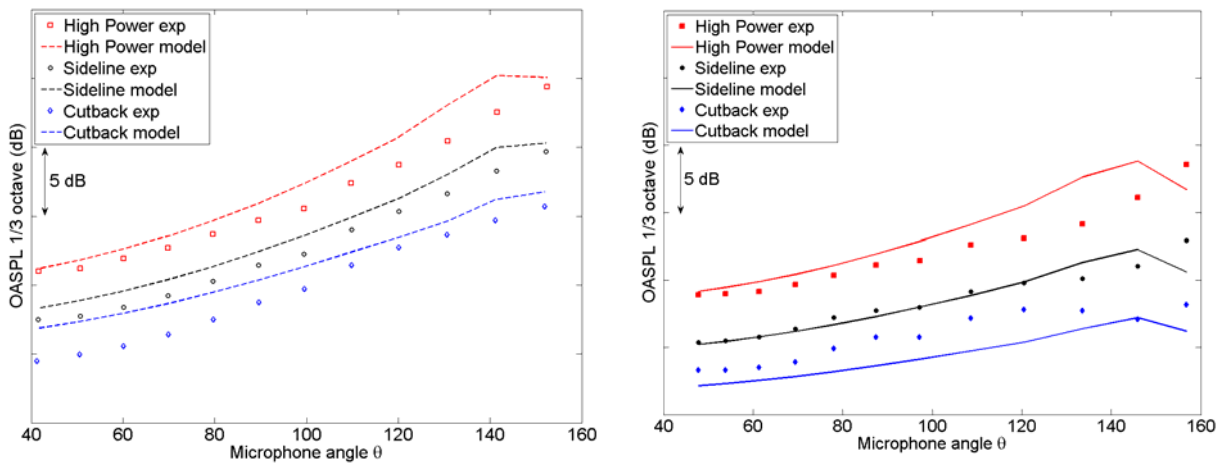 High Power exp
High Power model
Sideline exp
Sideline model
Cutback exp
Cutback model
5 dB
OASPL 1/3 octave (dB)
40 60 80 100 120 140 160
Microphone angle θ
High Power exp
High Power model
Sideline exp
Sideline model
Cutback exp
Cutback model
5 dB
OASPL 1/3 octave (dB)
40 60 80 100 120 140 160
Microphone angle θ